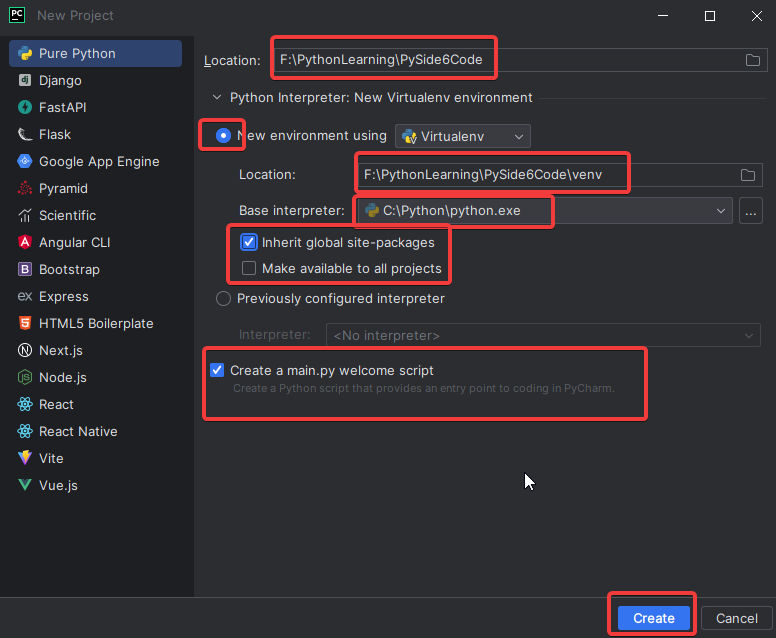 PC New Project
Pure Python
dj Django
FastAPI
Flask
Google App Engine
Pyramid
Scientific
A Angular CLI
B Bootstrap
ex Express
HTML5 Boilerplate
N Next.js
JS Node.js
React
React Native
Vite
Vue.js
Location: F:\PythonLearning\PySide6Code
Python Interpreter: New Virtualenv environment
New environment using Virtualenv
Location: F:\PythonLearning\PySide6Code\venv
Base interpreter: C:\Python\python.exe ...
Inherit global site-packages
Make available to all projects
Previously configured interpreter
Interpreter: <No interpreter>
Create a main.py welcome script
Create a Python script that provides an entry point to coding in PyCharm.
Create Cancel